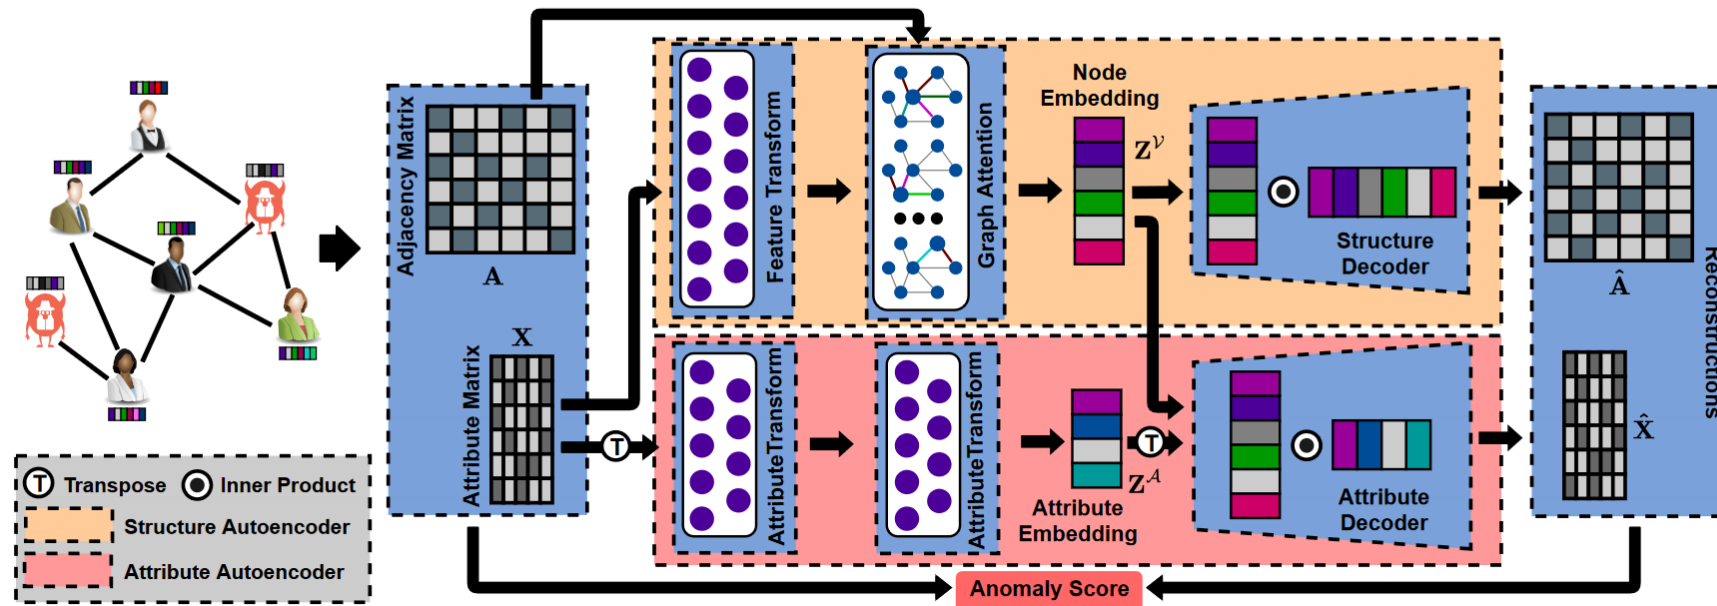 Adjacency Matrix
A
X
Attribute Matrix
Feature Transform
Graph Attention
Node
Embedding
Z^𝒱
Structure
Decoder
AttributeTransform
AttributeTransform
Z^𝒜
Attribute
Embedding
T
T
Attribute
Decoder
Reconstructions
Â
X̂
T Transpose
Inner Product
Structure Autoencoder
Attribute Autoencoder
Anomaly Score